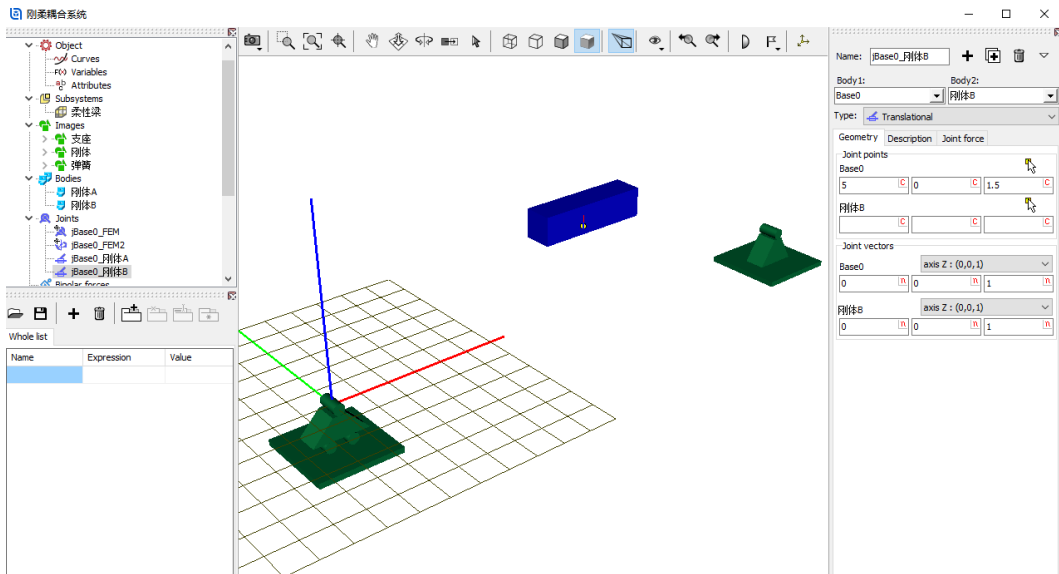 刚柔耦合系统
Object
Curves
F(x) Variables
Attributes
Subsystems
柔性梁
Images
支座
刚体
弹簧
Bodies
刚体A
刚体B
Joints
jBase0_FEM
jBase0_FEM2
jBase0_刚体A
jBase0_刚体B
Bipolar forces
Whole list
Name Expression Value
Name: jBase0_刚体B
Body1: Body2:
Base0 刚体B
Type: Translational
Geometry Description Joint force
Joint points
Base0
5 C 0 C 1.5 C
刚体B
C C C
Joint vectors
Base0 axis Z : (0,0,1)
0 n 0 n 1 n
刚体B axis Z : (0,0,1)
0 n 0 n 1 n